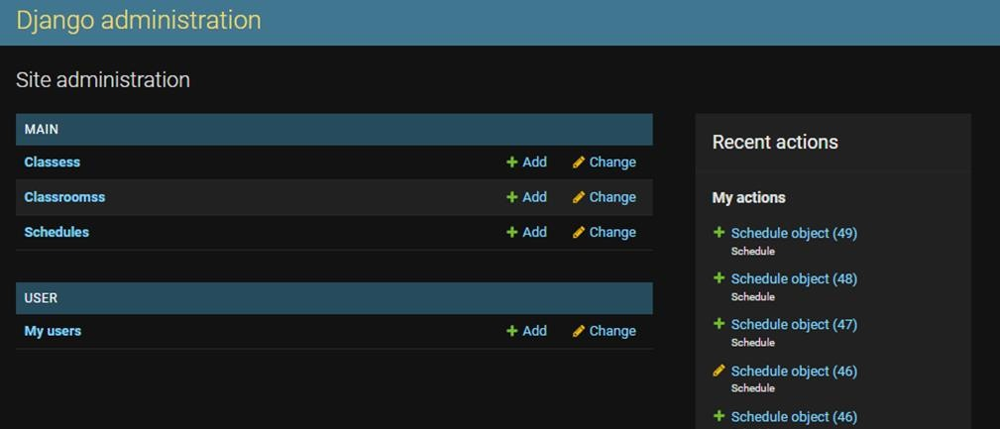 Django administration
Site administration
MAIN
Classess Add Change
Classroomss Add Change
Schedules Add Change
USER
My users Add Change
Recent actions
My actions
Schedule object (49)
Schedule
Schedule object (48)
Schedule
Schedule object (47)
Schedule
Schedule object (46)
Schedule
Schedule object (46)